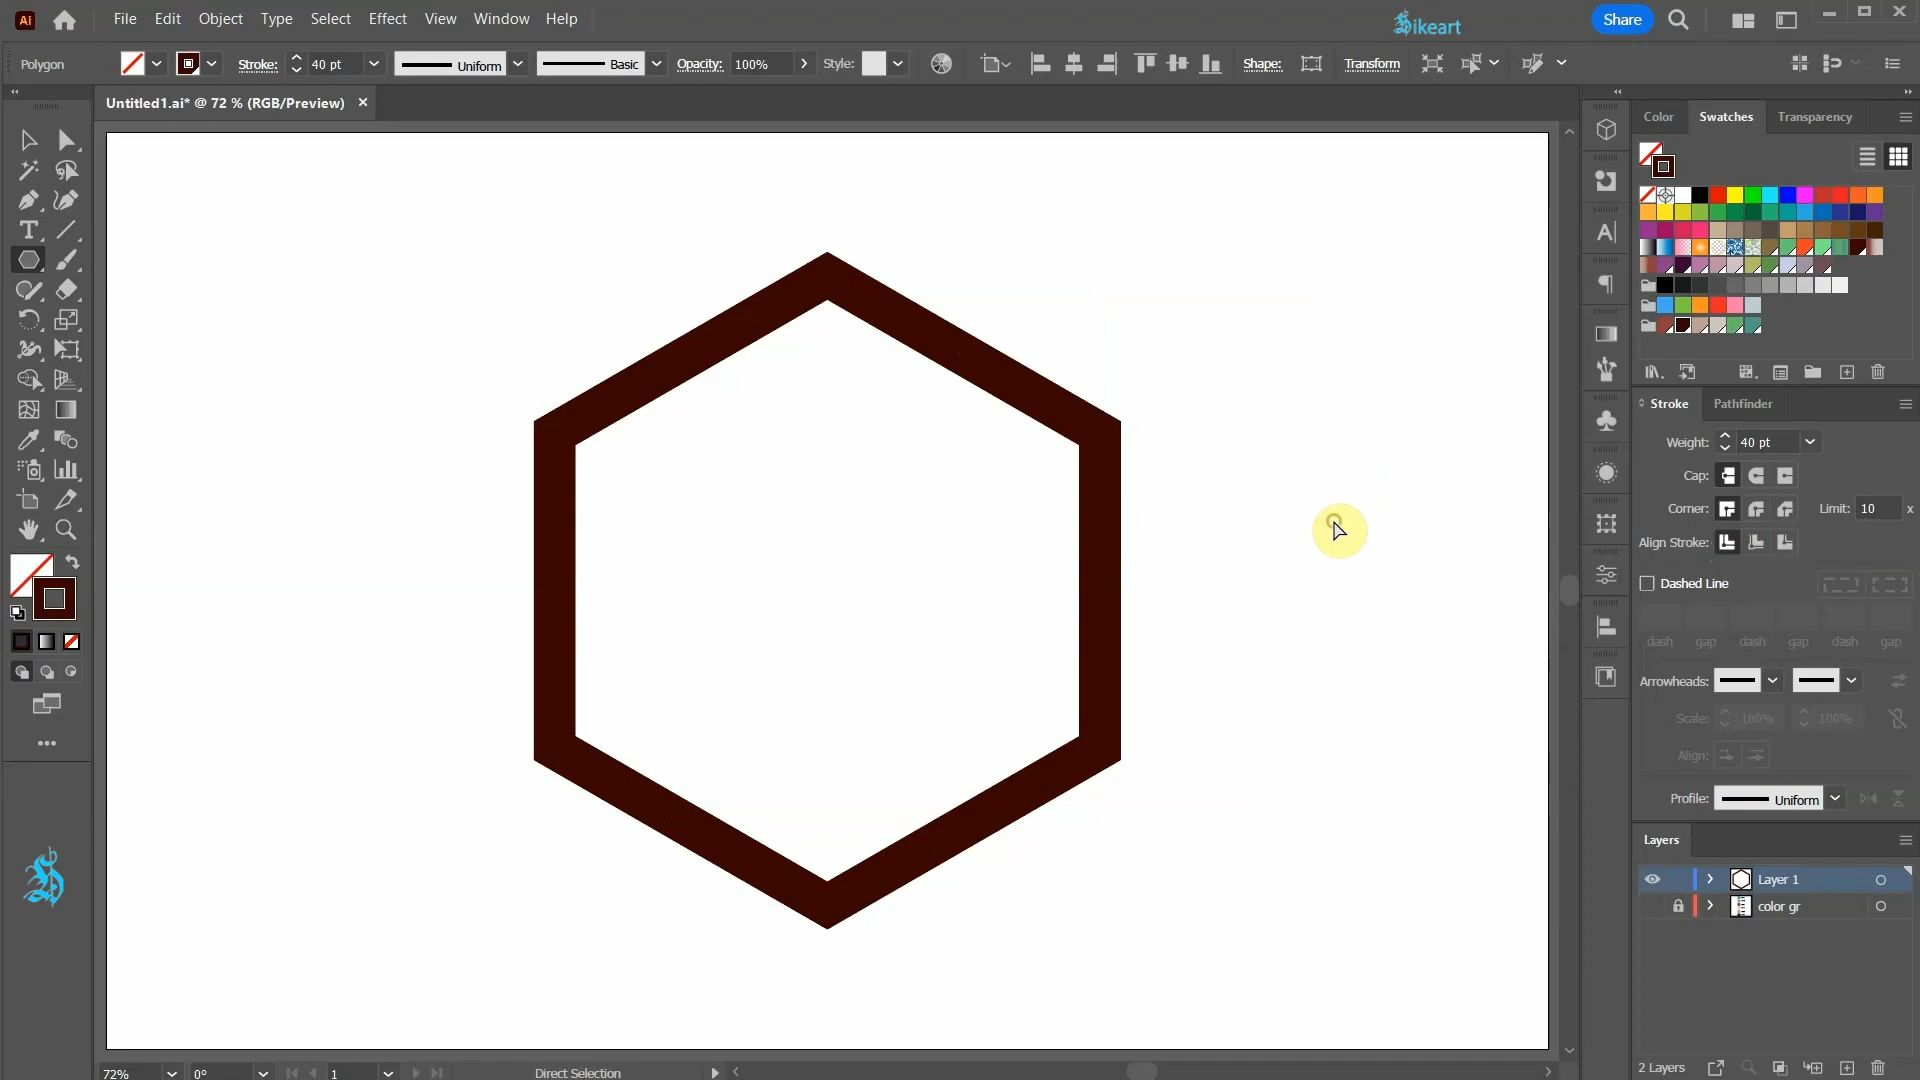 Ai
File Edit Object Type Select Effect View Window Help
Sikeart
Share
Polygon
Stroke: 40 pt
Uniform
Basic
Opacity: 100%
Style:
Shape:
Transform
Untitled1.ai* @ 72 % (RGB/Preview) ×
Color Swatches Transparency
Stroke Pathfinder
Weight: 40 pt
Cap:
Corner:
Limit: 10 x
Align Stroke:
Dashed Line
dash gap dash gap dash gap
Arrowheads:
Scale: 100% 100%
Align:
Profile: Uniform
Layers
Layer 1
color gr
2 Layers
72% 0° 1 Direct Selection